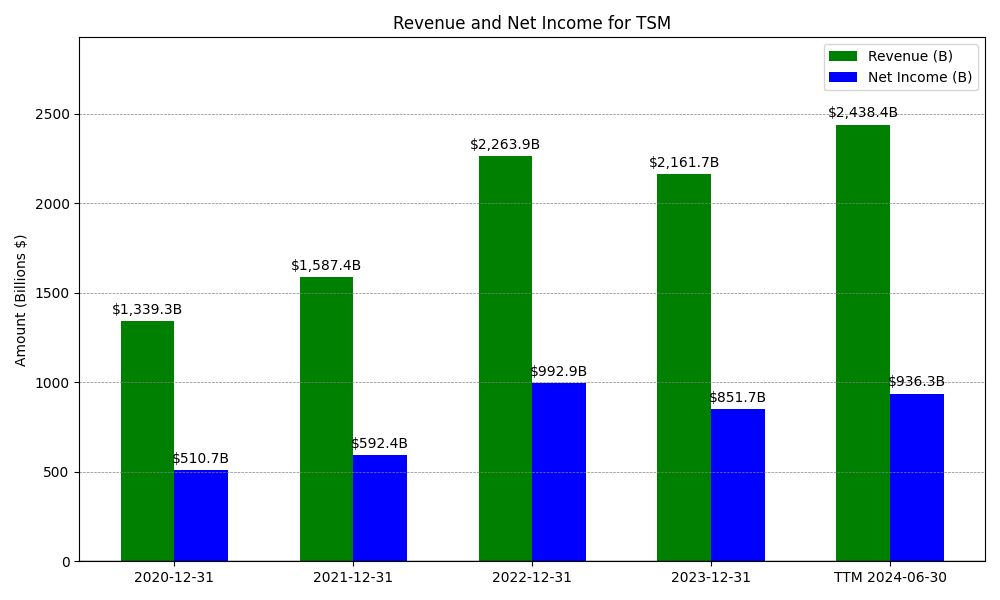 Revenue and Net Income for TSM
Revenue (B)
Net Income (B)
Amount (Billions $)
2500
2000
1500
1000
500
0
$1,339.3B
$510.7B
$1,587.4B
$592.4B
$2,263.9B
$992.9B
$2,161.7B
$851.7B
$2,438.4B
$936.3B
2020-12-31
2021-12-31
2022-12-31
2023-12-31
TTM 2024-06-30